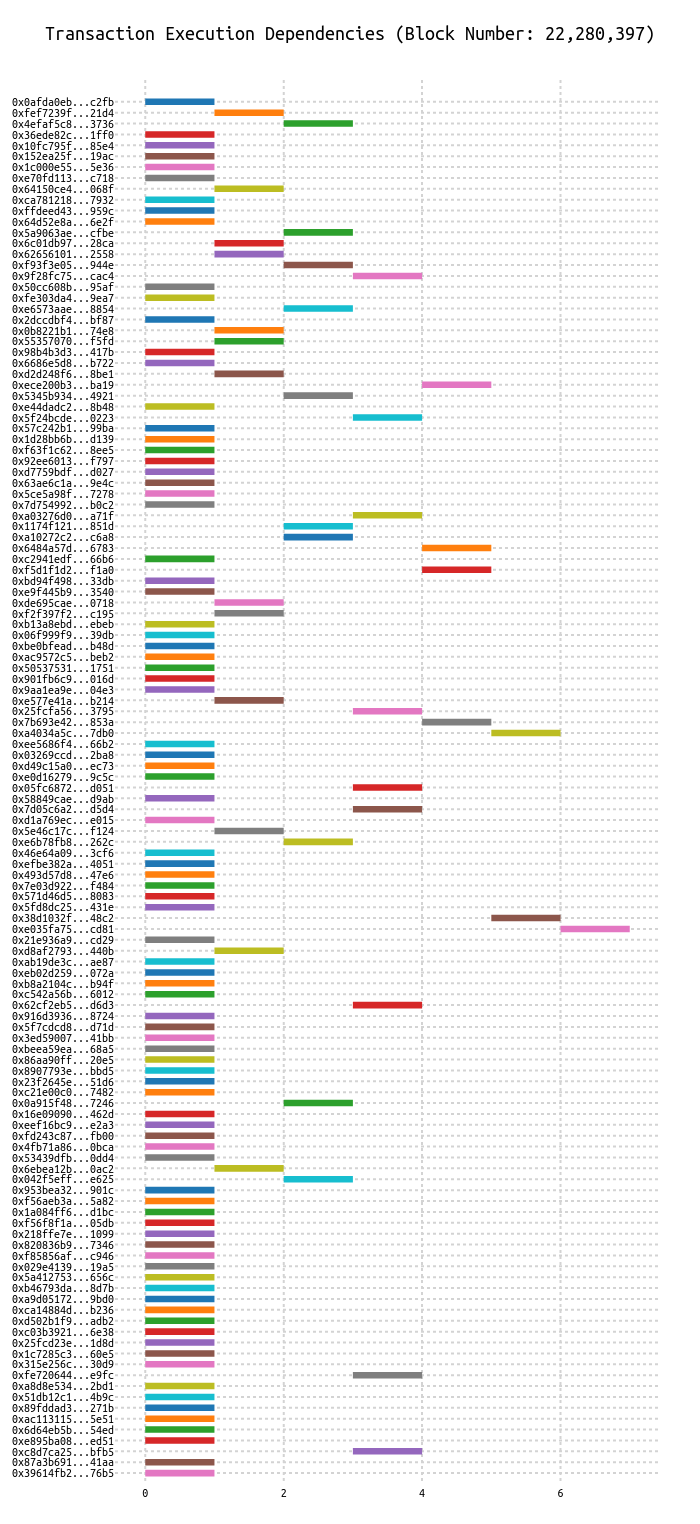 Transaction Execution Dependencies (Block Number: 22,280,397)
0x0afda0eb...c2fb
0xfef7239f...21d4
0x4efaf5c8...3736
0x36ede82c...1ff0
0x10fc795f...85e4
0x152ea25f...19ac
0x1c000e55...5e36
0xe70fd113...c718
0x64150ce4...068f
0xca781218...7932
0xffdeed43...959c
0x64d52e8a...6e2f
0x5a9063ae...cfbe
0x6c01db97...28ca
0x62656101...2558
0xf93f3e05...944e
0x9f28fc75...cac4
0x50cc608b...95af
0xfe303da4...9ea7
0xe6573aae...8854
0x2dccdbf4...bf87
0x0b8221b1...74e8
0x55357070...f5fd
0x98b4b3d3...417b
0x6686e5d8...b722
0xd2d248f6...8be1
0xece200b3...ba19
0x5345b934...4921
0xe44dadc2...8b48
0x5f24bcde...0223
0x57c242b1...99ba
0x1d28bb6b...d139
0xf63f1c62...8ee5
0x92ee6013...f797
0xd7759bdf...d027
0x63ae6c1a...9e4c
0x5ce5a98f...7278
0x7d754992...b0c2
0xa03276d0...a71f
0x1174f121...851d
0xa10272c2...c6a8
0x6484a57d...6783
0xc2941edf...66b6
0xf5d1f1d2...f1a0
0xbd94f498...33db
0xe9f445b9...3540
0xde695cae...0718
0xf2f397f2...c195
0xb13a8ebd...ebeb
0x06f999f9...39db
0xbe0bfead...b48d
0xac9572c5...beb2
0x50537531...1751
0x901fb6c9...016d
0x9aa1ea9e...04e3
0xe577e41a...b214
0x25fcfa56...3795
0x7b693e42...853a
0xa4034a5c...7db0
0xee5686f4...66b2
0x03269ccd...2ba8
0xd49c15a0...ec73
0xe0d16279...9c5c
0x05fc6872...d051
0x58849cae...d9ab
0x7d05c6a2...d5d4
0xd1a769ec...e015
0x5e46c17c...f124
0xe6b78fb8...262c
0x46e64a09...3cf6
0xefbe382a...4051
0x493d57d8...47e6
0x7e03d922...f484
0x571d46d5...8083
0x5fd8dc25...431e
0x38d1032f...48c2
0xe035fa75...cd81
0x21e936a9...cd29
0xd8af2793...440b
0xab19de3c...ae87
0xeb02d259...072a
0xb8a2104c...b94f
0xc542a56b...6012
0x62cf2eb5...d6d3
0x916d3936...8724
0x5f7cdcd8...d71d
0x3ed59007...41bb
0xbeea59ea...68a5
0x86aa90ff...20e5
0x8907793e...bbd5
0x23f2645e...51d6
0xc21e00c0...7482
0x0a915f48...7246
0x16e09090...462d
0xeef16bc9...e2a3
0xfd243c87...fb00
0x4fb71a86...0bca
0x53439dfb...0dd4
0x6ebea12b...0ac2
0x042f5eff...e625
0x953bea32...901c
0xf56aeb3a...5a82
0x1a084ff6...d1bc
0xf56f8f1a...05db
0x218ffe7e...1099
0x820836b9...7346
0xf85856af...c946
0x029e4139...19a5
0x5a412753...656c
0xb46793da...8d7b
0xa9d05172...9bd0
0xca14884d...b236
0xd502b1f9...adb2
0xc03b3921...6e38
0x25fcd23e...1d8d
0x1c7285c3...60e5
0x315e256c...30d9
0xfe720644...e9fc
0xa8d8e534...2bd1
0x51db12c1...4b9c
0x89fddad3...271b
0xac113115...5e51
0x6d64eb5b...54ed
0xe895ba08...ed51
0xc8d7ca25...bfb5
0x87a3b691...41aa
0x39614fb2...76b5
0 2 4 6